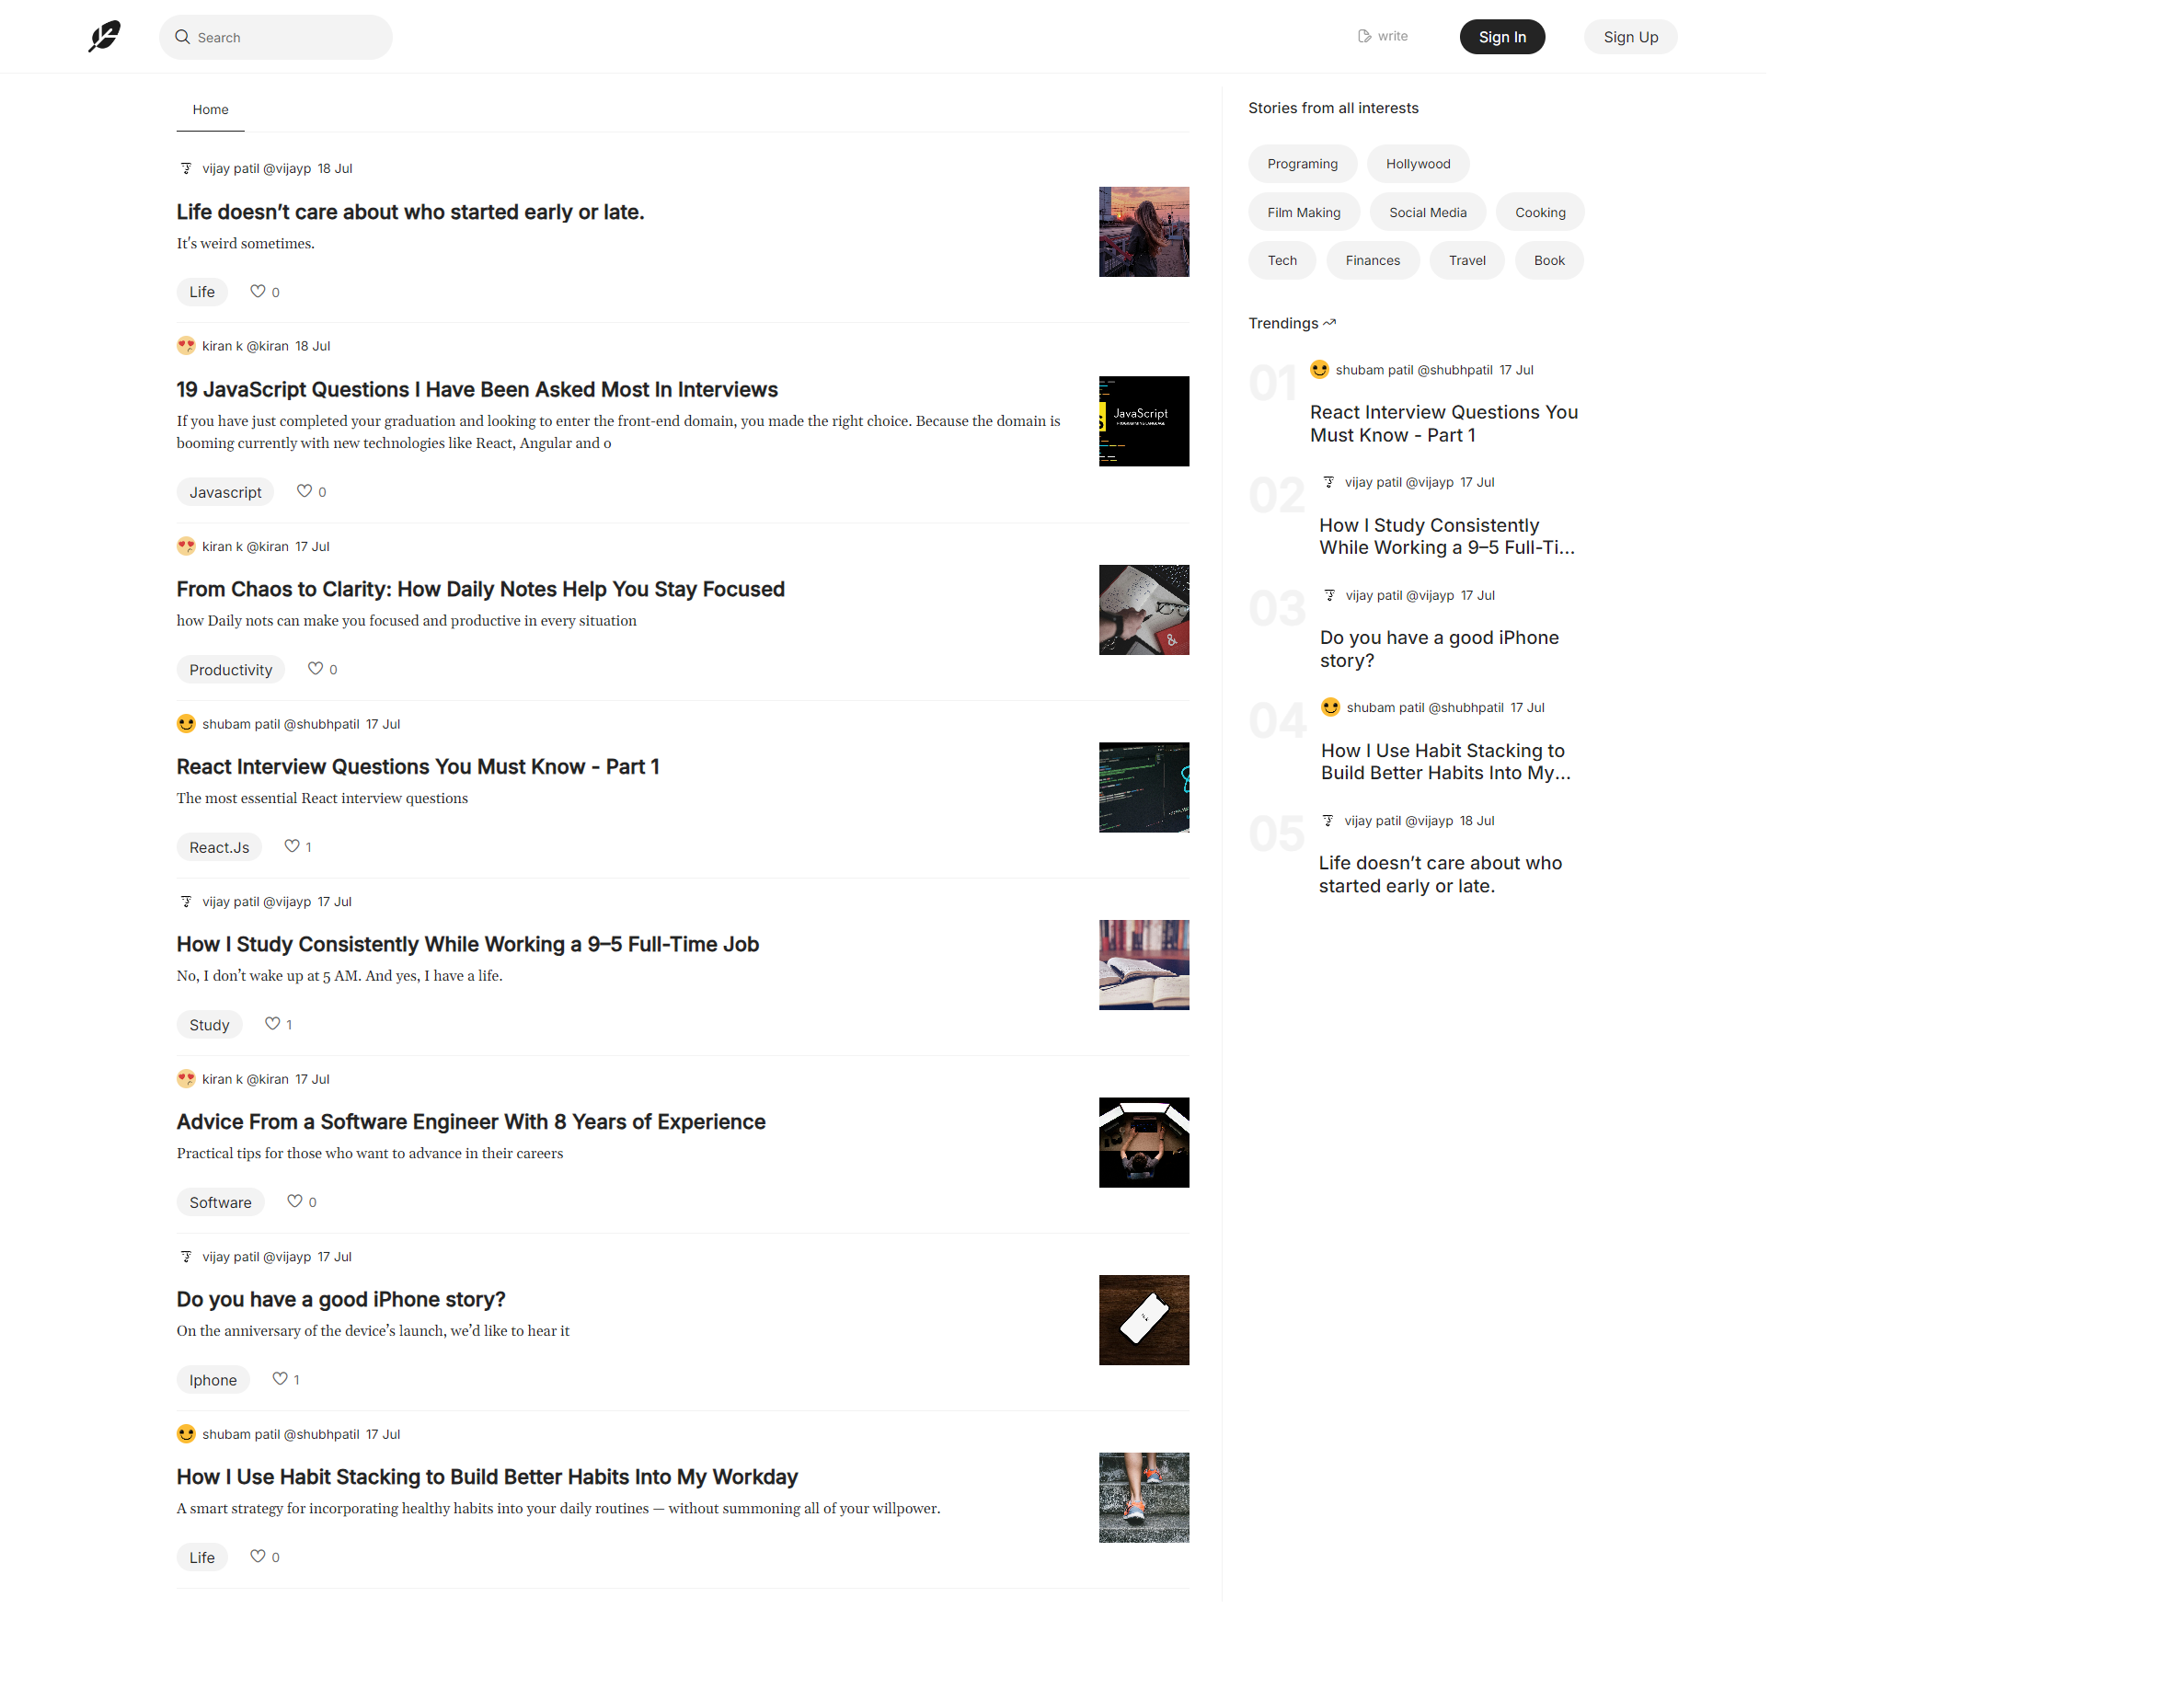 Search
write
Sign In
Sign Up
Home
vijay patil @vijayp 18 Jul
Life doesn’t care about who started early or late.
It's weird sometimes.
Life 0
kiran k @kiran 18 Jul
19 JavaScript Questions I Have Been Asked Most In Interviews
If you have just completed your graduation and looking to enter the front-end domain, you made the right choice. Because the domain is
booming currently with new technologies like React, Angular and o
JavaScript
Javascript 0
kiran k @kiran 17 Jul
From Chaos to Clarity: How Daily Notes Help You Stay Focused
how Daily nots can make you focused and productive in every situation
&
Productivity 0
shubam patil @shubhpatil 17 Jul
React Interview Questions You Must Know - Part 1
The most essential React interview questions
React.Js 1
vijay patil @vijayp 17 Jul
How I Study Consistently While Working a 9–5 Full-Time Job
No, I don’t wake up at 5 AM. And yes, I have a life.
Study 1
kiran k @kiran 17 Jul
Advice From a Software Engineer With 8 Years of Experience
Practical tips for those who want to advance in their careers
Software 0
vijay patil @vijayp 17 Jul
Do you have a good iPhone story?
On the anniversary of the device’s launch, we’d like to hear it
Iphone 1
shubam patil @shubhpatil 17 Jul
How I Use Habit Stacking to Build Better Habits Into My Workday
A smart strategy for incorporating healthy habits into your daily routines — without summoning all of your willpower.
Life 0
Stories from all interests
Programing
Hollywood
Film Making
Social Media
Cooking
Tech
Finances
Travel
Book
Trendings
01
shubam patil @shubhpatil 17 Jul
React Interview Questions You
Must Know - Part 1
02
vijay patil @vijayp 17 Jul
How I Study Consistently
While Working a 9–5 Full-Ti...
03
vijay patil @vijayp 17 Jul
Do you have a good iPhone
story?
04
shubam patil @shubhpatil 17 Jul
How I Use Habit Stacking to
Build Better Habits Into My...
05
vijay patil @vijayp 18 Jul
Life doesn’t care about who
started early or late.